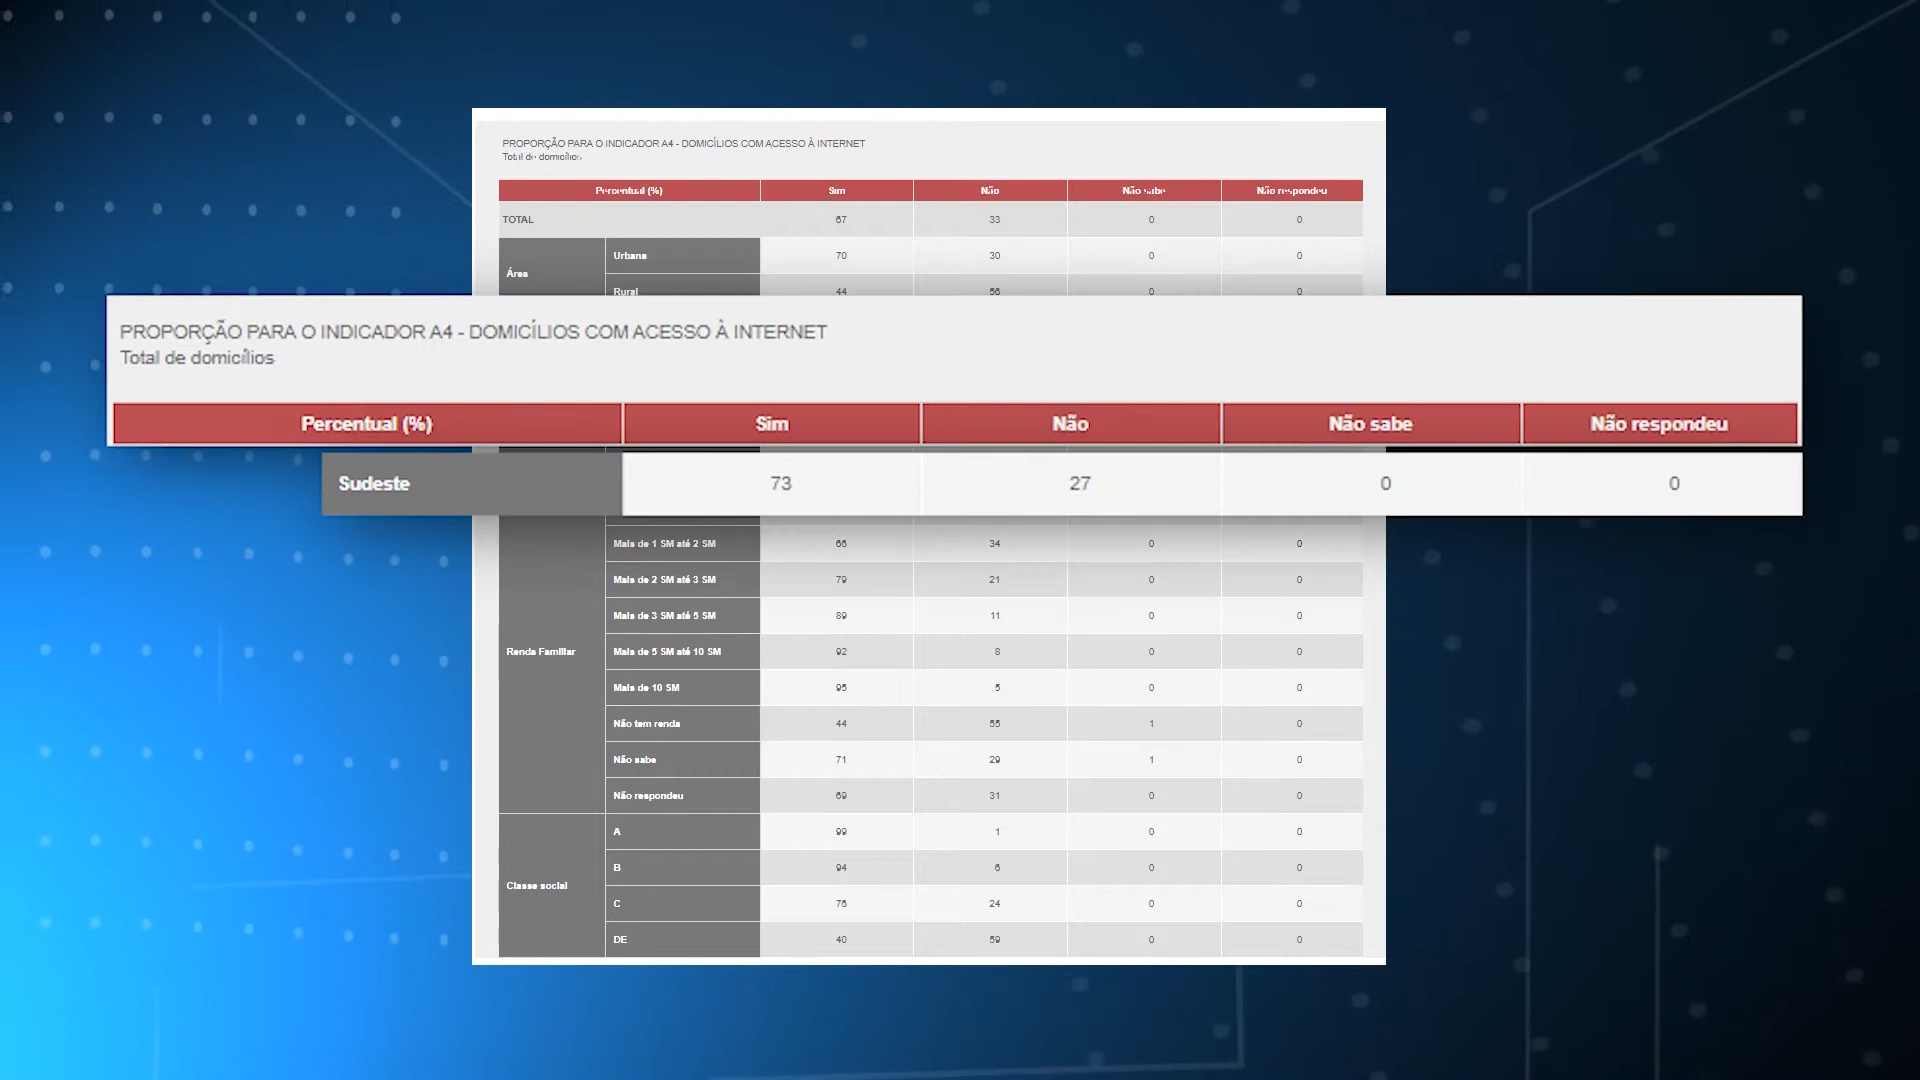 PROPORÇÃO PARA O INDICADOR A4 - DOMICÍLIOS COM ACESSO À INTERNET
Total de domicílios
Percentual (%) Sim Não Não sabe Não respondeu
TOTAL 67 33 0 0
Área
Urbana 70 30 0 0
Rural 44 56 0 0
PROPORÇÃO PARA O INDICADOR A4 - DOMICÍLIOS COM ACESSO À INTERNET
Total de domicílios
Percentual (%) Sim Não Não sabe Não respondeu
Sudeste 73 27 0 0
Renda Familiar
Mais de 1 SM até 2 SM 66 34 0 0
Mais de 2 SM até 3 SM 79 21 0 0
Mais de 3 SM até 5 SM 89 11 0 0
Mais de 5 SM até 10 SM 92 8 0 0
Mais de 10 SM 95 5 0 0
Não tem renda 44 55 1 0
Não sabe 71 29 1 0
Não respondeu 69 31 0 0
Classe social
A 99 1 0 0
B 94 6 0 0
C 76 24 0 0
DE 40 59 0 0